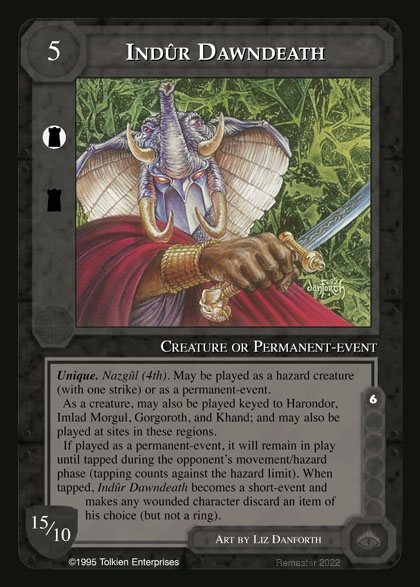 5
INDÛR DAWNDEATH
DANFORTH
CREATURE OR PERMANENT-EVENT
Unique. Nazgûl (4th). May be played as a hazard creature
(with one strike) or as a permanent-event.
As a creature, may also be played keyed to Harondor,
Imlad Morgul, Gorgoroth, and Khand; and may also be
played at sites in these regions.
If played as a permanent-event, it will remain in play
until tapped during the opponent's movement/hazard
phase (tapping counts against the hazard limit). When
tapped, Indûr Dawndeath becomes a short-event and
makes any wounded character discard an item of
his choice (but not a ring).
6
15/10
ART BY LIZ DANFORTH
©1995 Tolkien Enterprises
Remaster 2022